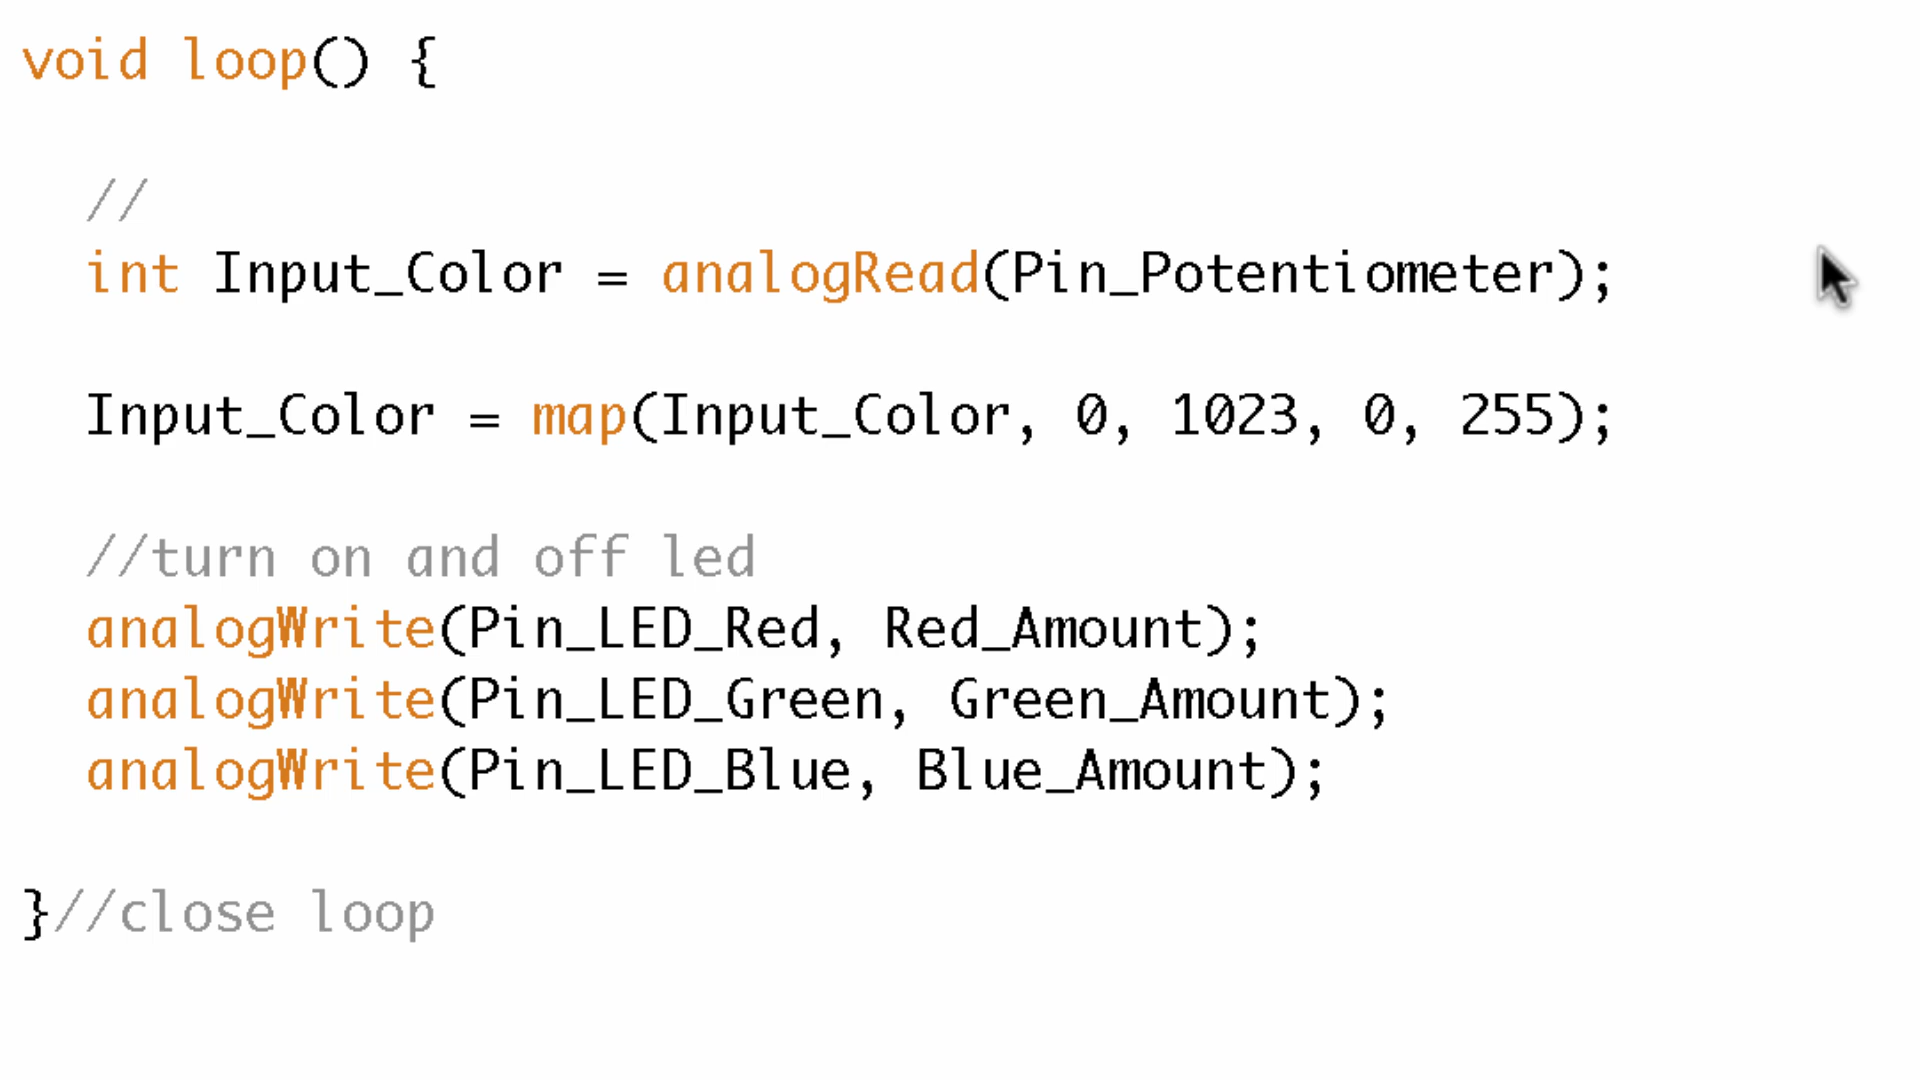 void loop() {
//
int Input_Color = analogRead(Pin_Potentiometer);
Input_Color = map(Input_Color, 0, 1023, 0, 255);
//turn on and off led
analogWrite(Pin_LED_Red, Red_Amount);
analogWrite(Pin_LED_Green, Green_Amount);
analogWrite(Pin_LED_Blue, Blue_Amount);
}//close loop